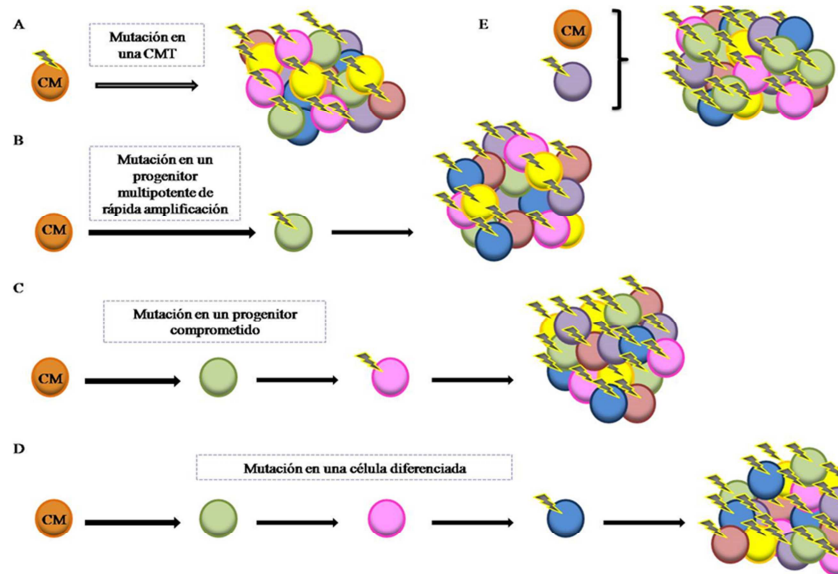 A
Mutación en
una CMT
CM
E
CM
B
Mutación en un
progenitor
multipotente de
rápida amplificación
CM
C
Mutación en un progenitor
comprometido
CM
D
Mutación en una célula diferenciada
CM